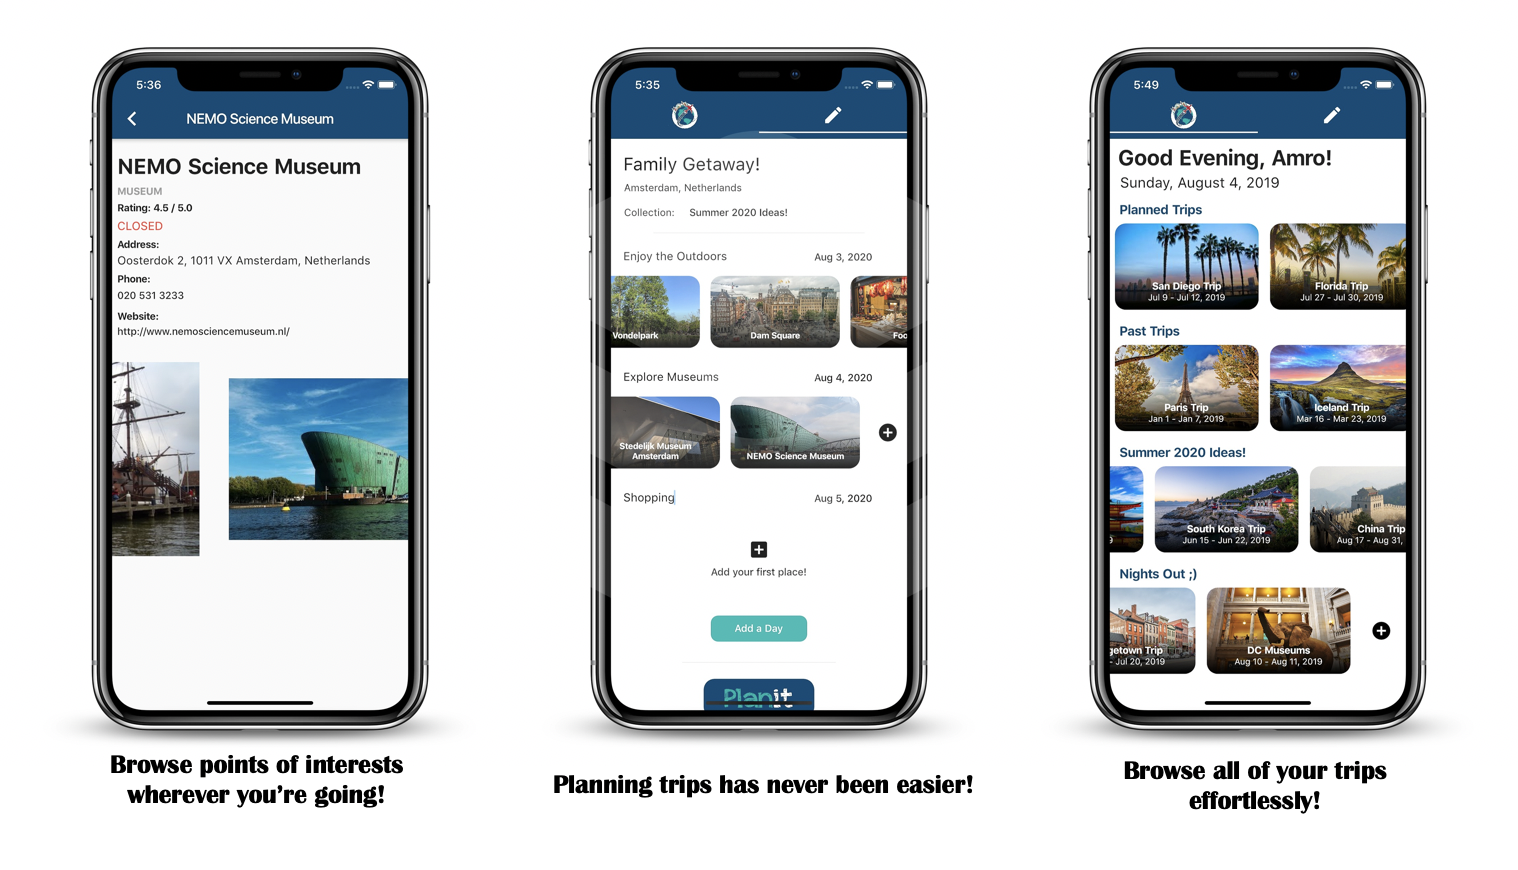 5:36
NEMO Science Museum
NEMO Science Museum
MUSEUM
Rating: 4.5 / 5.0
CLOSED
Address:
Oosterdok 2, 1011 VX Amsterdam, Netherlands
Phone:
020 531 3233
Website:
http://www.nemosciencemuseum.nl/
Browse points of interests
wherever you're going!
5:35
Family Getaway!
Amsterdam, Netherlands
Collection: Summer 2020 Ideas!
Enjoy the Outdoors Aug 3, 2020
Vondelpark Dam Square Foo
Explore Museums Aug 4, 2020
Stedelijk Museum
Amsterdam NEMO Science Museum
Shopping Aug 5, 2020
Add your first place!
Add a Day
Planit
Planning trips has never been easier!
5:49
Good Evening, Amro!
Sunday, August 4, 2019
Planned Trips
San Diego Trip Florida Trip
Jul 9 - Jul 12, 2019 Jul 27 - Jul 30, 2019
Past Trips
Paris Trip Iceland Trip
Jan 1 - Jan 7, 2019 Mar 16 - Mar 23, 2019
Summer 2020 Ideas!
South Korea Trip China Trip
9 Jun 15 - Jun 22, 2019 Aug 17 - Aug 31,
Nights Out ;)
getown Trip DC Museums
- Jul 20, 2019 Aug 10 - Aug 11, 2019
Browse all of your trips
effortlessly!